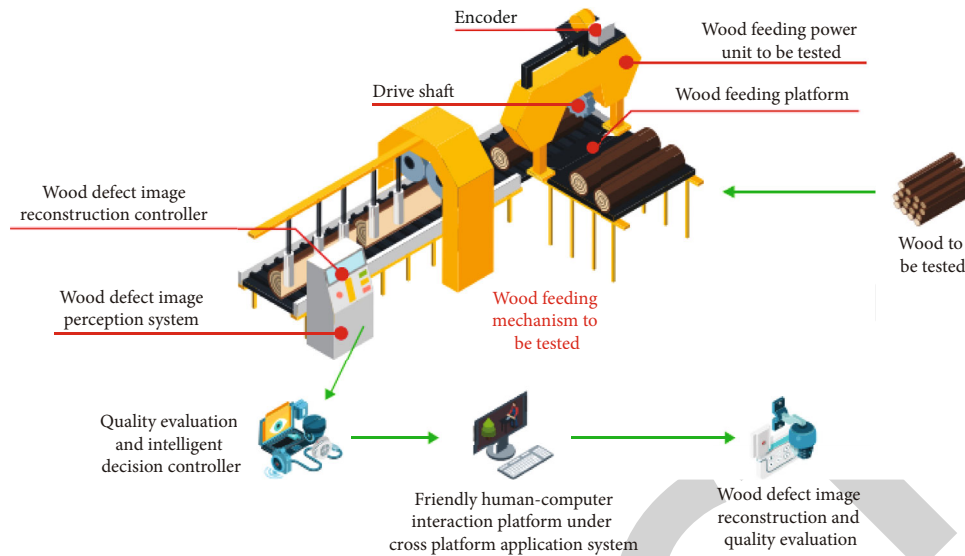 Encoder
Wood feeding power
unit to be tested
Drive shaft
Wood feeding platform
Wood defect image
reconstruction controller
Wood to
be tested
Wood defect image
perception system
Wood feeding
mechanism to
be tested
Quality evaluation
and intelligent
decision controller
Friendly human-computer
interaction platform under
cross platform application system
Wood defect image
reconstruction and
quality evaluation